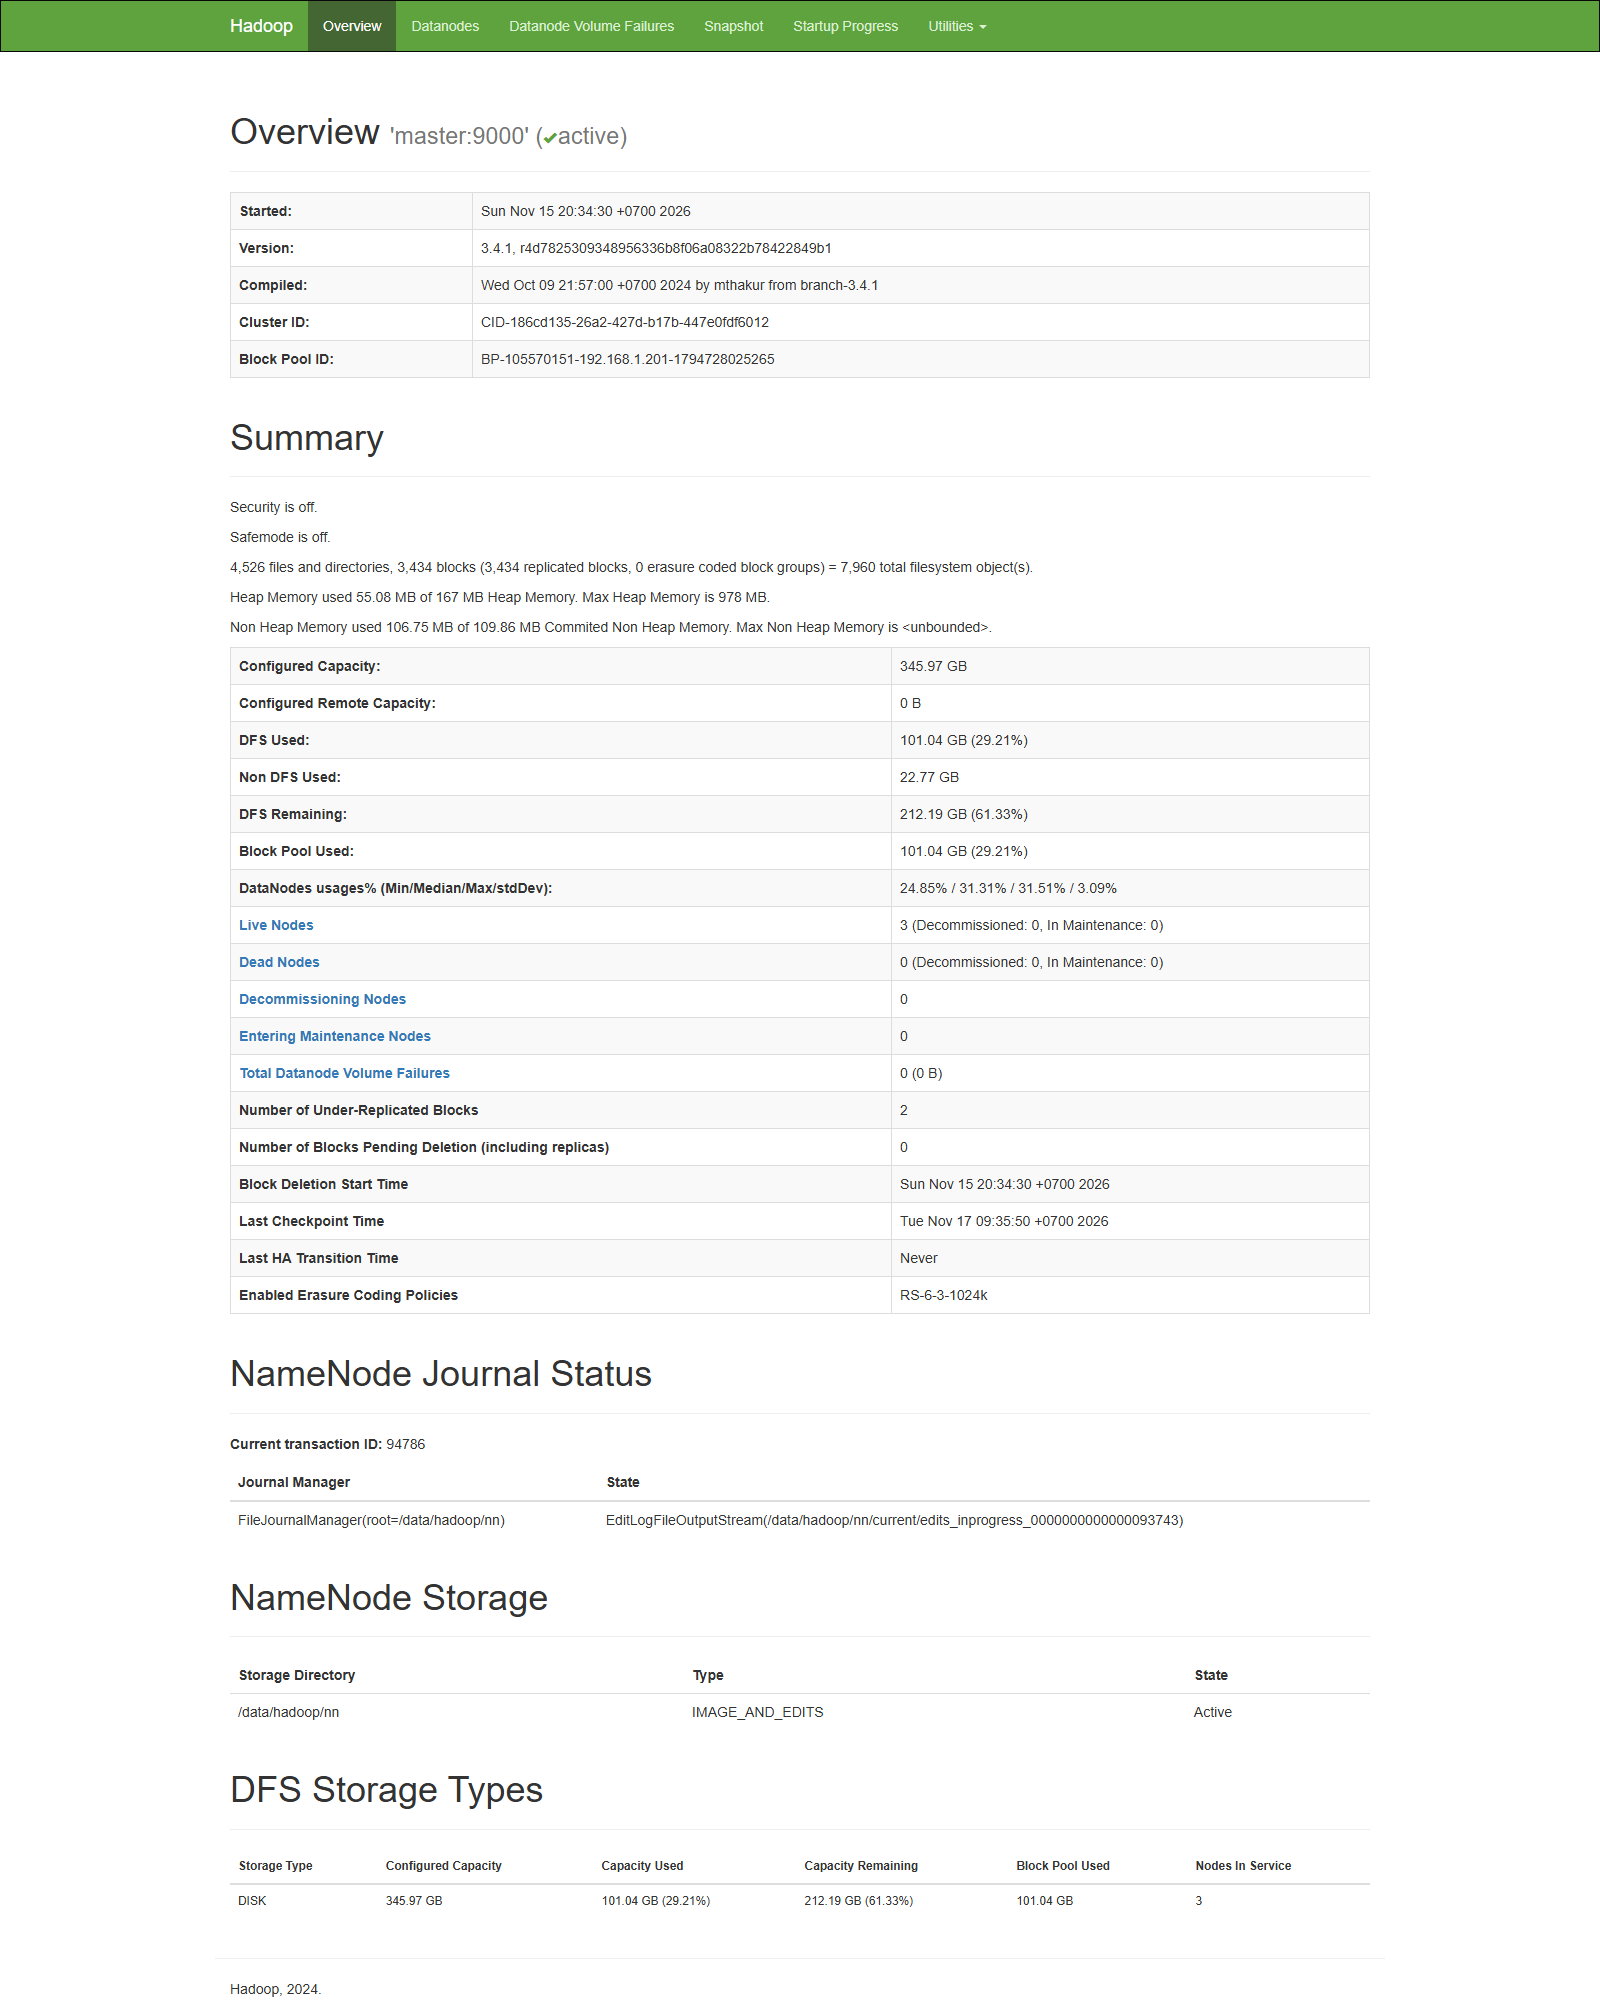 Hadoop Overview Datanodes Datanode Volume Failures Snapshot Startup Progress Utilities
Overview 'master:9000' (✔active)
Started: Sun Nov 15 20:34:30 +0700 2026
Version: 3.4.1, r4d7825309348956336b8f06a08322b78422849b1
Compiled: Wed Oct 09 21:57:00 +0700 2024 by mthakur from branch-3.4.1
Cluster ID: CID-186cd135-26a2-427d-b17b-447e0fdf6012
Block Pool ID: BP-105570151-192.168.1.201-1794728025265
Summary
Security is off.
Safemode is off.
4,526 files and directories, 3,434 blocks (3,434 replicated blocks, 0 erasure coded block groups) = 7,960 total filesystem object(s).
Heap Memory used 55.08 MB of 167 MB Heap Memory. Max Heap Memory is 978 MB.
Non Heap Memory used 106.75 MB of 109.86 MB Commited Non Heap Memory. Max Non Heap Memory is <unbounded>.
Configured Capacity: 345.97 GB
Configured Remote Capacity: 0 B
DFS Used: 101.04 GB (29.21%)
Non DFS Used: 22.77 GB
DFS Remaining: 212.19 GB (61.33%)
Block Pool Used: 101.04 GB (29.21%)
DataNodes usages% (Min/Median/Max/stdDev): 24.85% / 31.31% / 31.51% / 3.09%
Live Nodes 3 (Decommissioned: 0, In Maintenance: 0)
Dead Nodes 0 (Decommissioned: 0, In Maintenance: 0)
Decommissioning Nodes 0
Entering Maintenance Nodes 0
Total Datanode Volume Failures 0 (0 B)
Number of Under-Replicated Blocks 2
Number of Blocks Pending Deletion (including replicas) 0
Block Deletion Start Time Sun Nov 15 20:34:30 +0700 2026
Last Checkpoint Time Tue Nov 17 09:35:50 +0700 2026
Last HA Transition Time Never
Enabled Erasure Coding Policies RS-6-3-1024k
NameNode Journal Status
Current transaction ID: 94786
Journal Manager State
FileJournalManager(root=/data/hadoop/nn) EditLogFileOutputStream(/data/hadoop/nn/current/edits_inprogress_0000000000000093743)
NameNode Storage
Storage Directory Type State
/data/hadoop/nn IMAGE_AND_EDITS Active
DFS Storage Types
Storage Type Configured Capacity Capacity Used Capacity Remaining Block Pool Used Nodes In Service
DISK 345.97 GB 101.04 GB (29.21%) 212.19 GB (61.33%) 101.04 GB 3
Hadoop, 2024.